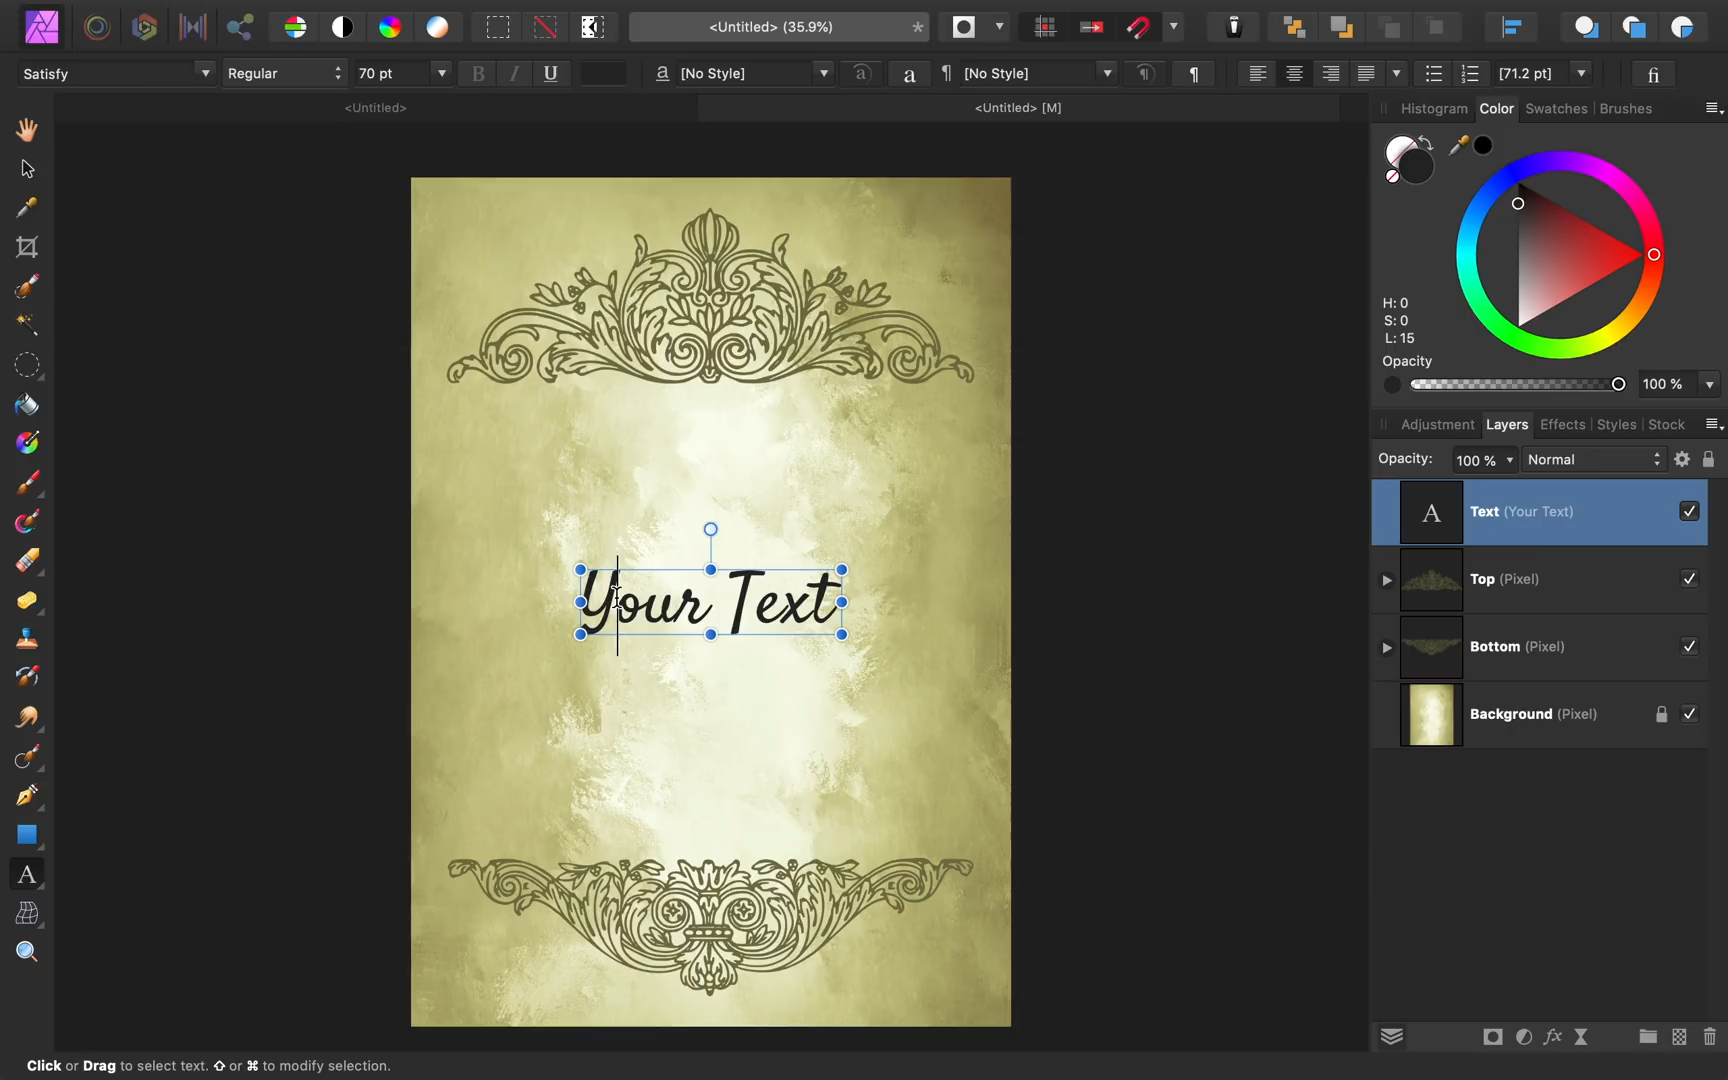 <Untitled> (35.9%)
*
Satisfy
Regular
70 pt
B
I
U
a
[No Style]
a
a
¶
[No Style]
¶
¶
[71.2 pt]
fi
<Untitled>
<Untitled> [M]
Histogram
Color
Swatches
Brushes
H: 0
S: 0
L: 15
Opacity
100 %
Adjustment
Layers
Effects
Styles
Stock
Opacity:
100 %
Normal
A
Text (Your Text)
Top (Pixel)
Bottom (Pixel)
Background (Pixel)
Your Text
A
fx
Click or Drag to select text. ⇧ or ⌘ to modify selection.